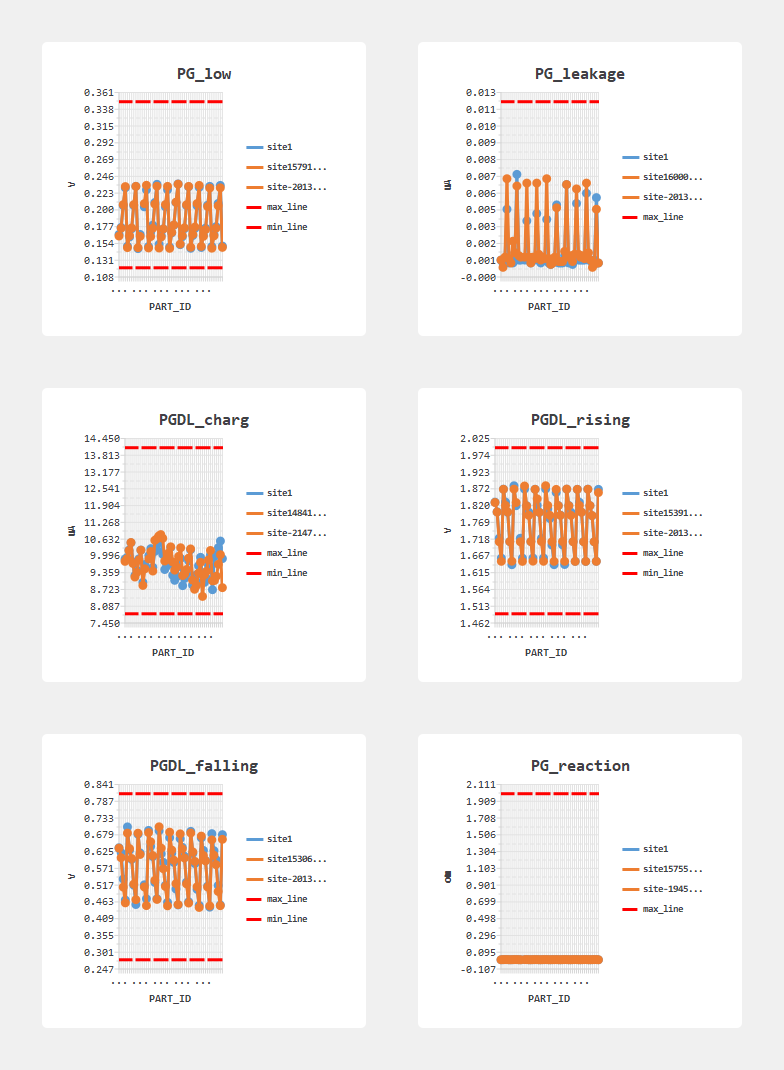 PG_low
0.361
0.338
0.315
0.292
0.269
0.246
0.223
0.200
0.177
0.154
0.131
0.108
... ... ... ... ...
PART_ID
site1
site15791...
site-2013...
max_line
min_line
PG_leakage
0.013
0.011
0.010
0.009
0.008
0.007
0.006
0.005
0.003
0.002
0.001
-0.000
... ... ... ... ...
PART_ID
site1
site16000...
site-2013...
max_line
PGDL_charg
14.450
13.813
13.177
12.541
11.904
11.268
10.632
9.996
9.359
8.723
8.087
7.450
... ... ... ... ...
PART_ID
site1
site14841...
site-2147...
max_line
min_line
PGDL_rising
2.025
1.974
1.923
1.872
1.820
1.769
1.718
1.667
1.615
1.564
1.513
1.462
... ... ... ... ...
PART_ID
site1
site15391...
site-2013...
max_line
min_line
PGDL_falling
0.841
0.787
0.733
0.679
0.625
0.571
0.517
0.463
0.409
0.355
0.301
0.247
... ... ... ... ...
PART_ID
site1
site15306...
site-2013...
max_line
min_line
PG_reaction
2.111
1.909
1.708
1.506
1.304
1.103
0.901
0.699
0.498
0.296
0.095
-0.107
... ... ... ... ...
PART_ID
site1
site15755...
site-1945...
max_line